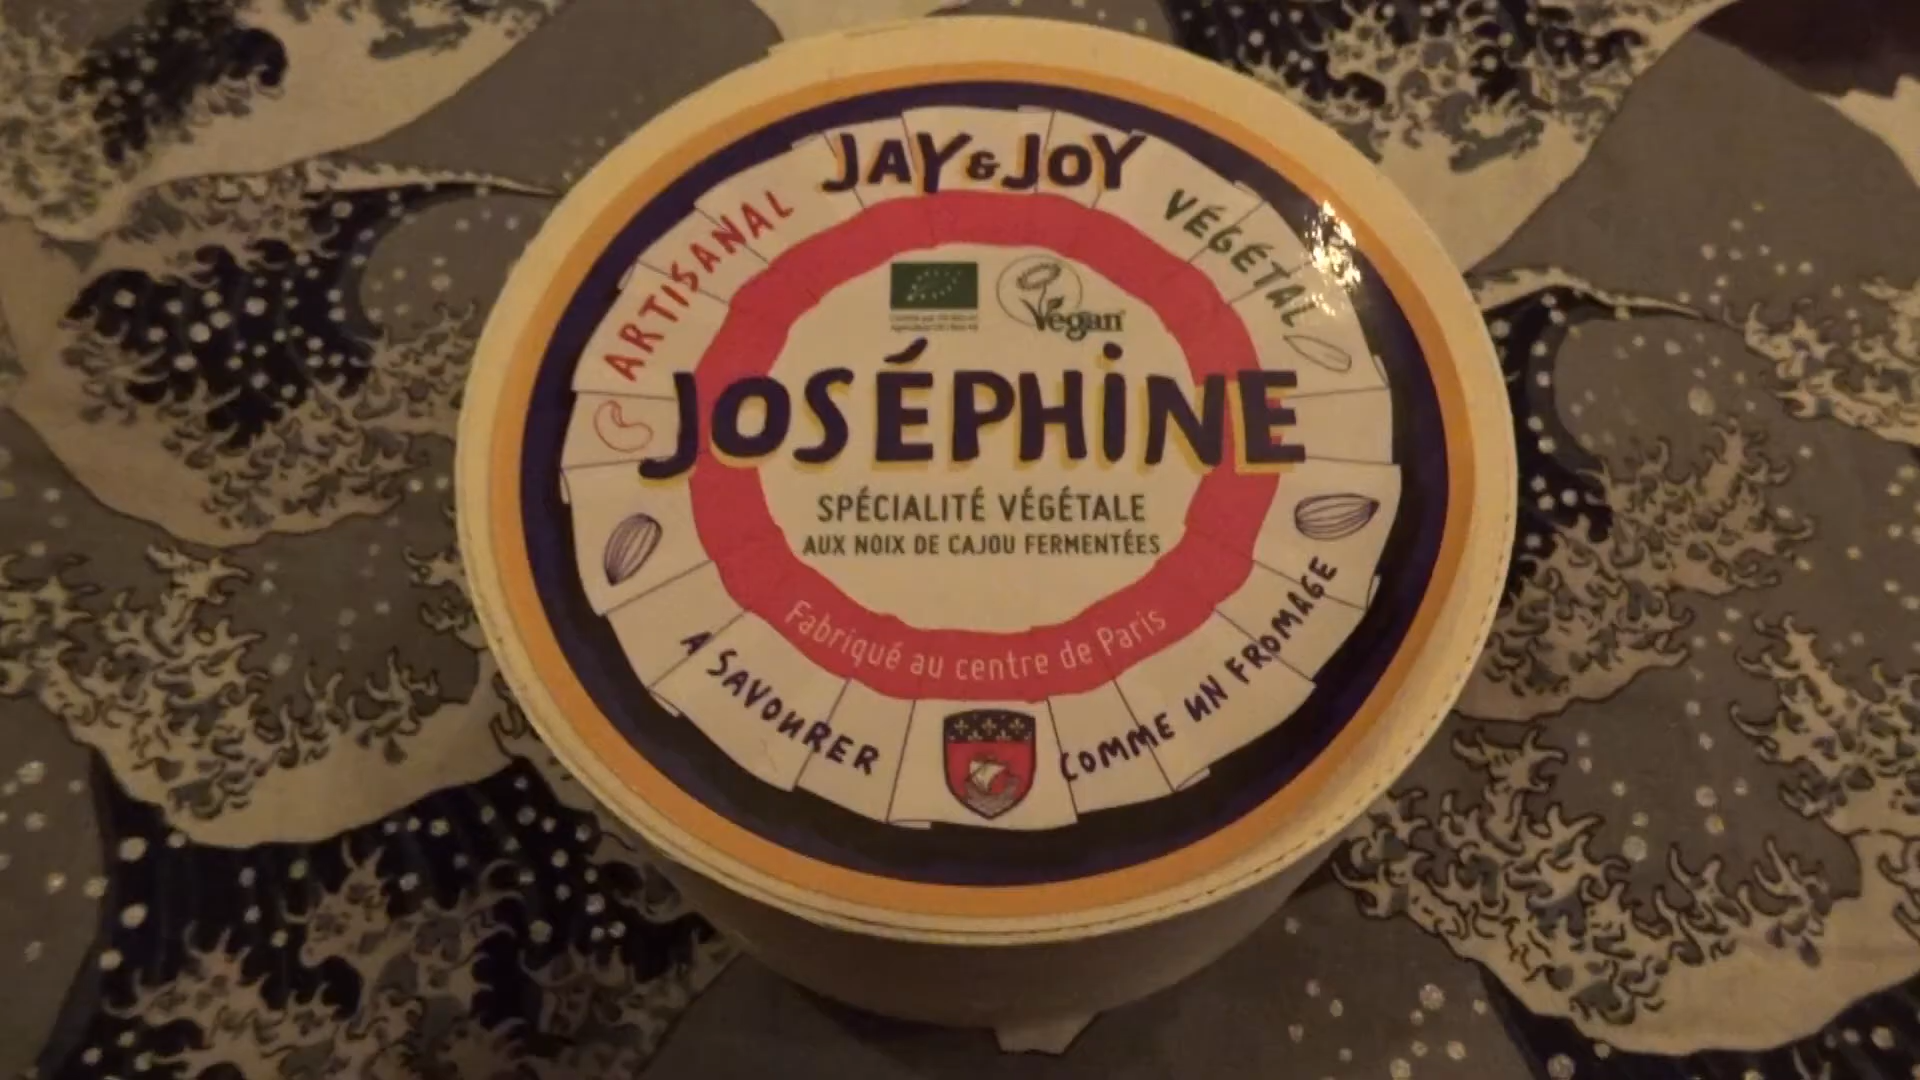 JAY & JOY
ARTISANAL
VÉGÉTAL
Vegan
JOSÉPHINE
SPÉCIALITÉ VÉGÉTALE
AUX NOIX DE CAJOU FERMENTÉES
Fabriqué au centre de Paris
A SAVOURER
COMME UN FROMAGE